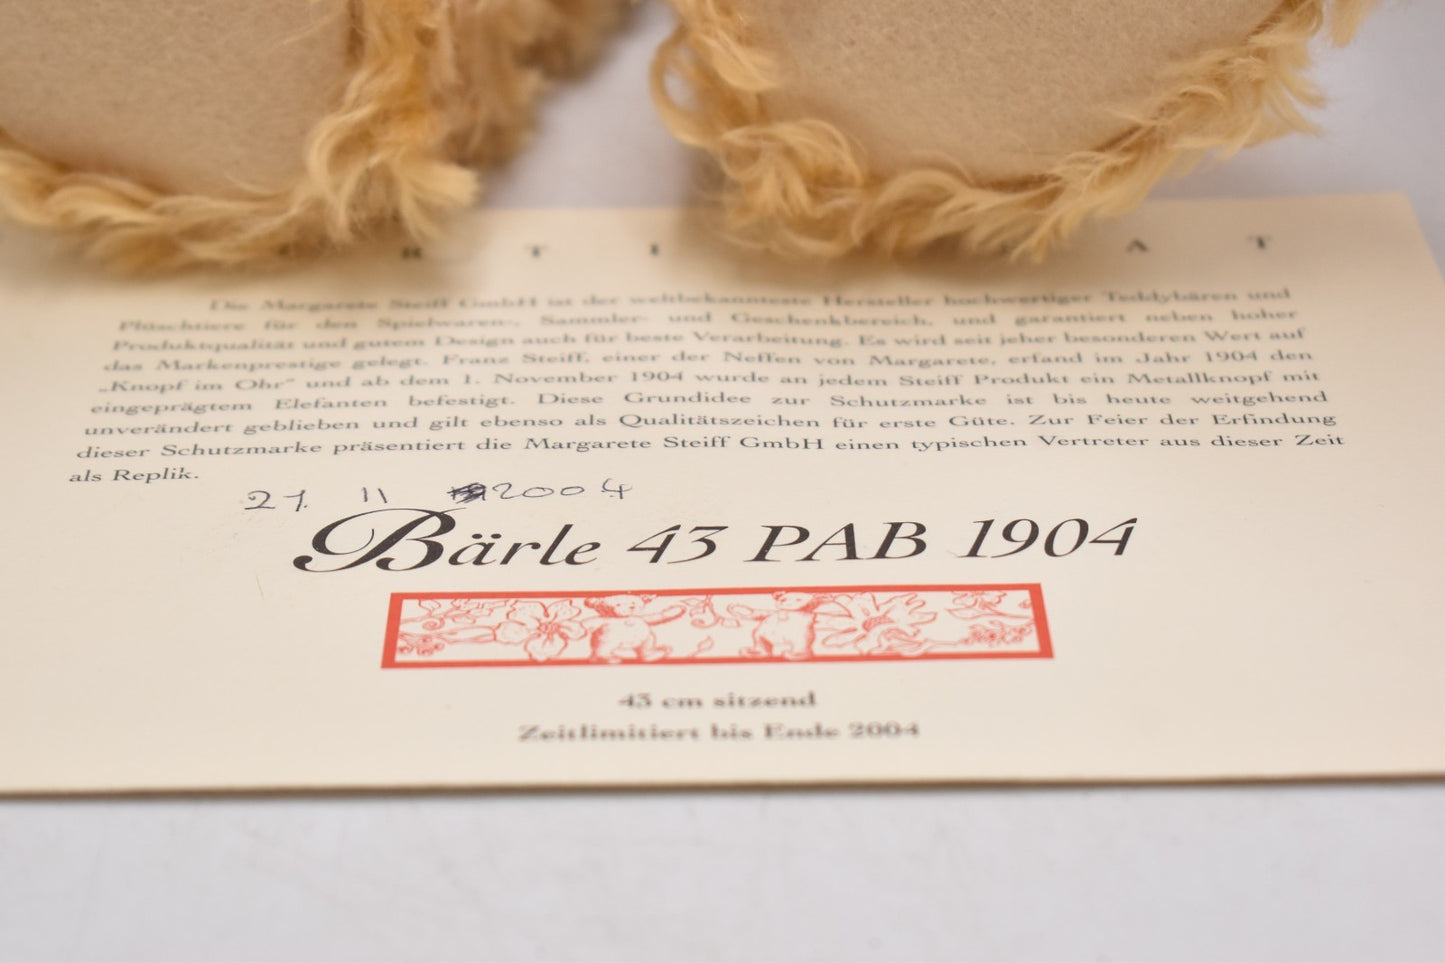 R T I A T
Die Margarete Steiff GmbH ist der weltbekannteste Hersteller hochwertiger Teddybären und
Plüschtiere für den Spielwaren-, Sammler- und Geschenkbereich, und garantiert neben hoher
Produktqualität und gutem Design auch für beste Verarbeitung. Es wird seit jeher besonderen Wert auf
das Markenprestige gelegt. Franz Steiff, einer der Neffen von Margarete, erfand im Jahr 1904 den
„Knopf im Ohr“ und ab dem 1. November 1904 wurde an jedem Steiff Produkt ein Metallknopf mit
eingeprägtem Elefanten befestigt. Diese Grundidee zur Schutzmarke ist bis heute weitgehend
unverändert geblieben und gilt ebenso als Qualitätszeichen für erste Güte. Zur Feier der Erfindung
dieser Schutzmarke präsentiert die Margarete Steiff GmbH einen typischen Vertreter aus dieser Zeit
als Replik.
11 2004
Bärle 43 PAB 1904
43 cm sitzend
Zeitlimitiert bis Ende 2004